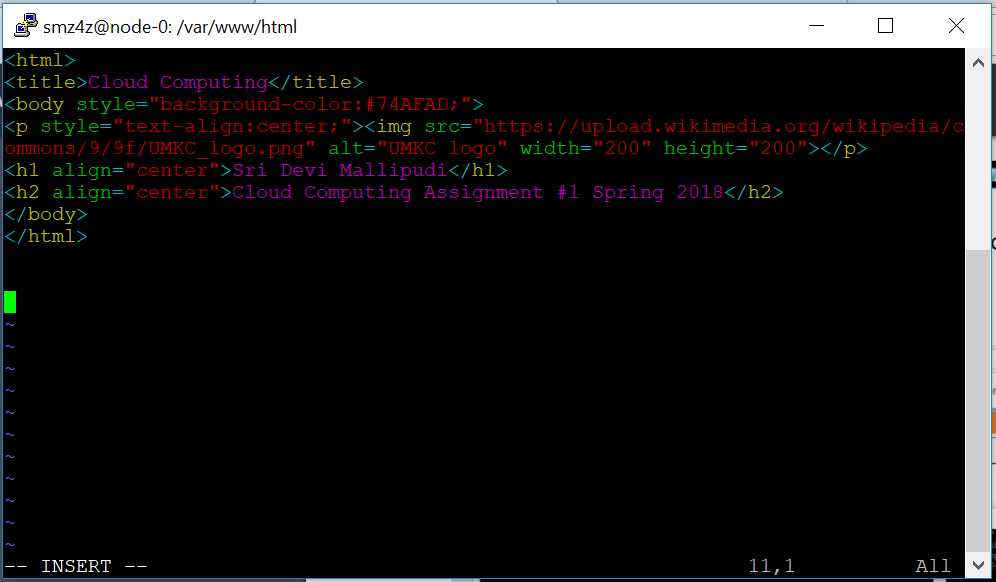 smz4z@node-0: /var/www/html
<html>
<title>Cloud Computing</title>
<body style="background-color:#74AFAD;">
<p style="text-align:center;"><img src="https://upload.wikimedia.org/wikipedia/c
ommons/9/9f/UMKC_logo.png" alt="UMKC logo" width="200" height="200"></p>
<h1 align="center">Sri Devi Mallipudi</h1>
<h2 align="center">Cloud Computing Assignment #1 Spring 2018</h2>
</body>
</html>
~
~
~
~
~
~
~
~
~
~
~
-- INSERT -- 11,1 All